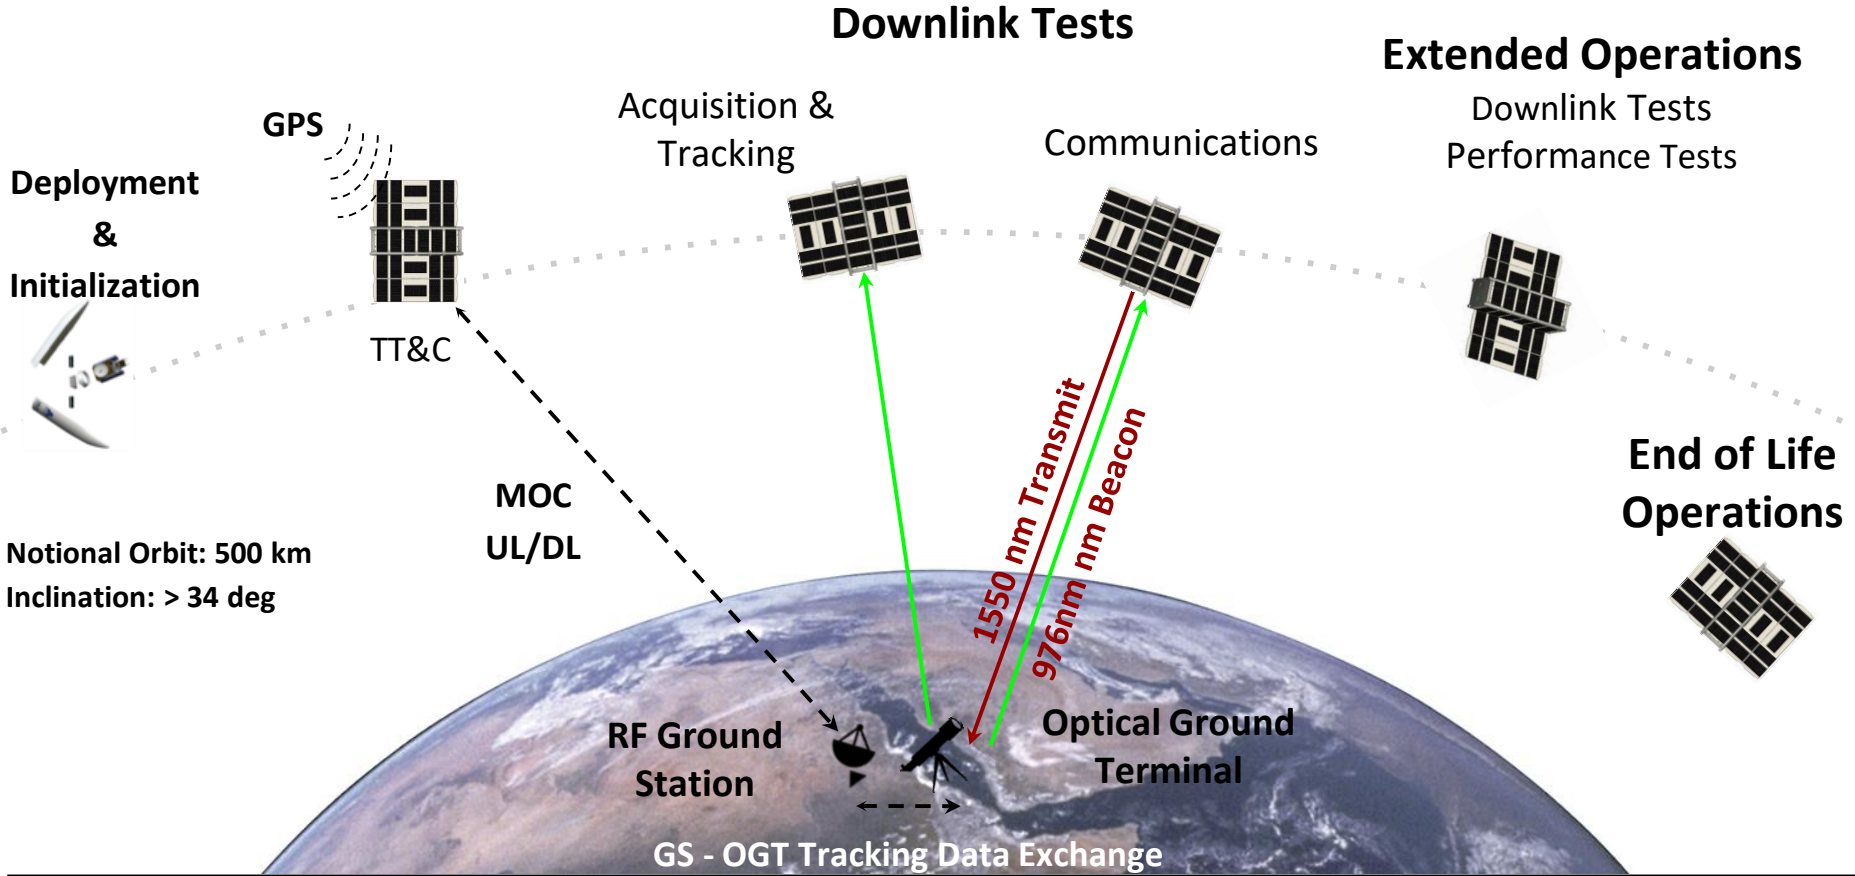 Downlink Tests
Extended Operations
Downlink Tests
Performance Tests
Acquisition &
Tracking
Communications
GPS
Deployment
&
Initialization
TT&C
MOC
UL/DL
1550 nm Transmit
976nm nm Beacon
End of Life
Operations
Notional Orbit: 500 km
Inclination: > 34 deg
RF Ground
Station
Optical Ground
Terminal
GS - OGT Tracking Data Exchange